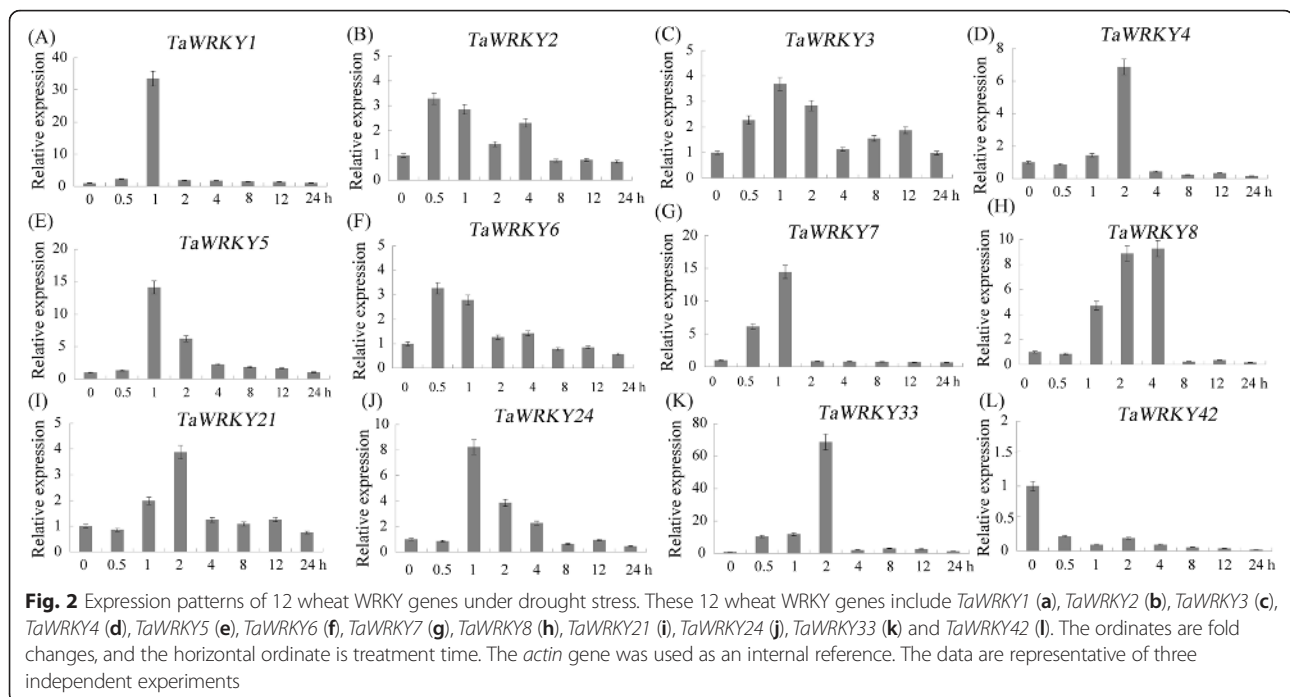 (A) TaWRKY1
Relative expression
40
30
20
10
0
0 0.5 1 2 4 8 12 24 h
(B) TaWRKY2
Relative expression
5
4
3
2
1
0
0 0.5 1 2 4 8 12 24 h
(C) TaWRKY3
Relative expression
5
4
3
2
1
0
0 0.5 1 2 4 8 12 24 h
(D) TaWRKY4
Relative expression
8
6
4
2
0
0 0.5 1 2 4 8 12 24 h
(E) TaWRKY5
Relative expression
20
15
10
5
0
0 0.5 1 2 4 8 12 24 h
(F) TaWRKY6
Relative expression
5
4
3
2
1
0
0 0.5 1 2 4 8 12 24 h
(G) TaWRKY7
Relative expression
20
15
10
5
0
0 0.5 1 2 4 8 12 24 h
(H) TaWRKY8
Relative expression
10
8
6
4
2
0
0 0.5 1 2 4 8 12 24 h
(I) TaWRKY21
Relative expression
5
4
3
2
1
0
0 0.5 1 2 4 8 12 24 h
(J) TaWRKY24
Relative expression
10
8
6
4
2
0
0 0.5 1 2 4 8 12 24 h
(K) TaWRKY33
Relative expression
80
60
40
20
0
0 0.5 1 2 4 8 12 24 h
(L) TaWRKY42
Relative expression
2
1.5
1
0.5
0
0 0.5 1 2 4 8 12 24 h
Fig. 2 Expression patterns of 12 wheat WRKY genes under drought stress. These 12 wheat WRKY genes include TaWRKY1 (a), TaWRKY2 (b), TaWRKY3 (c),
TaWRKY4 (d), TaWRKY5 (e), TaWRKY6 (f), TaWRKY7 (g), TaWRKY8 (h), TaWRKY21 (i), TaWRKY24 (j), TaWRKY33 (k) and TaWRKY42 (l). The ordinates are fold
changes, and the horizontal ordinate is treatment time. The actin gene was used as an internal reference. The data are representative of three
independent experiments